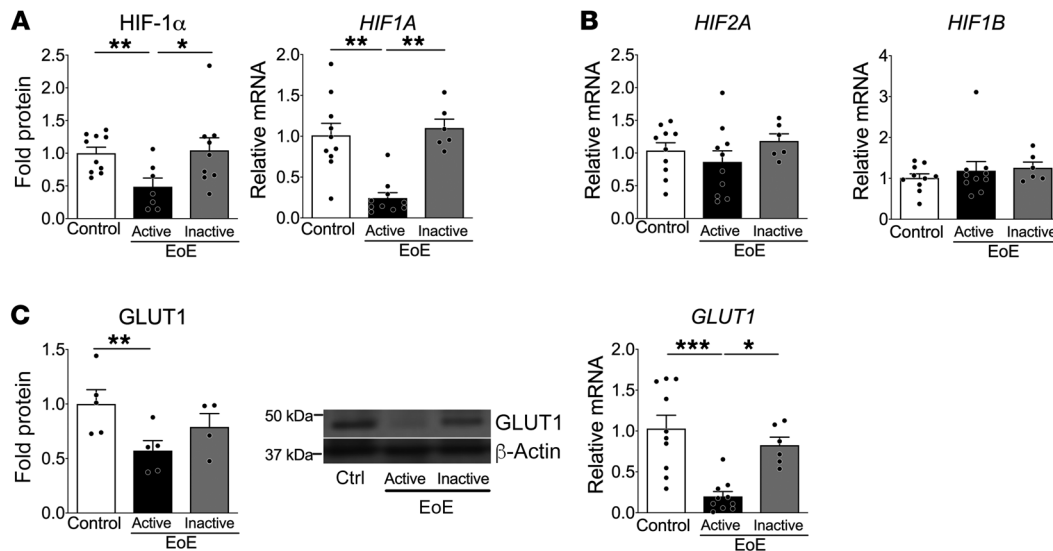 A
HIF-1α
** *
Fold protein
2.5
2.0
1.5
1.0
0.5
0.0
Control Active Inactive
EoE
HIF1A
** **
Relative mRNA
2.0
1.5
1.0
0.5
0.0
Control Active Inactive
EoE
B
HIF2A
Relative mRNA
2.5
2.0
1.5
1.0
0.5
0.0
Control Active Inactive
EoE
HIF1B
Relative mRNA
4
3
2
1
0
Control Active Inactive
EoE
C
GLUT1
**
Fold protein
1.5
1.0
0.5
0.0
Control Active Inactive
EoE
50 kDa
GLUT1
37 kDa
β-Actin
Ctrl Active Inactive
EoE
GLUT1
*** *
Relative mRNA
2.0
1.5
1.0
0.5
0.0
Control Active Inactive
EoE